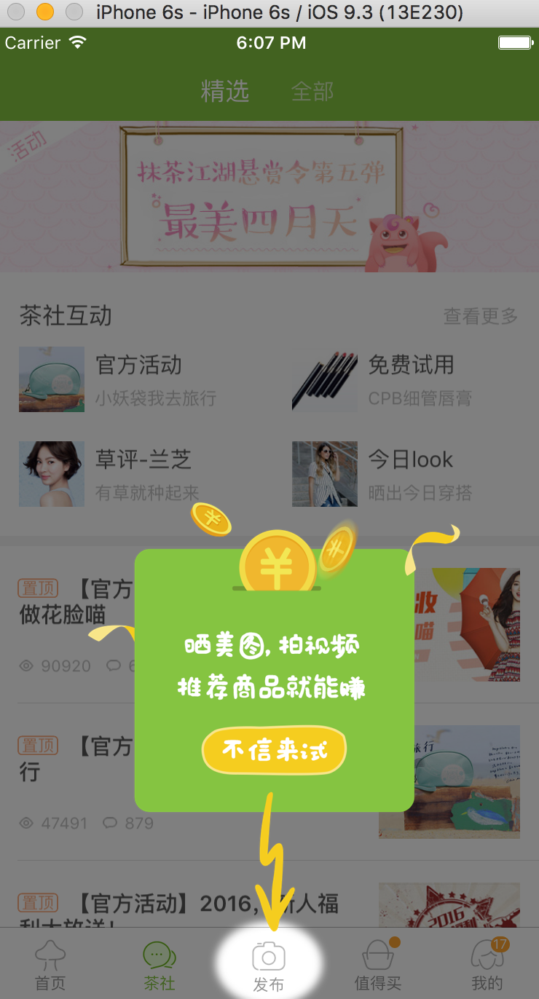 iPhone 6s - iPhone 6s / iOS 9.3 (13E230)
Carrier 6:07 PM
精选 全部
活动
抹茶江湖悬赏令第五弹
最美四月天
茶社互动 查看更多
官方活动 免费试用
小妖袋我去旅行 CPB细管唇膏
草评-兰芝 今日look
有草就种起来 晒出今日穿搭
¥ ¥ ¥
置顶 【官方
做花脸喵
妆
喵
90920 6
晒美图,拍视频
推荐商品就能赚
不信来试
置顶 【官方
行
旅行
47491 879
置顶 【官方活动】2016, 新人福
利大放送!
2016
17
首页 茶社 发布 值得买 我的